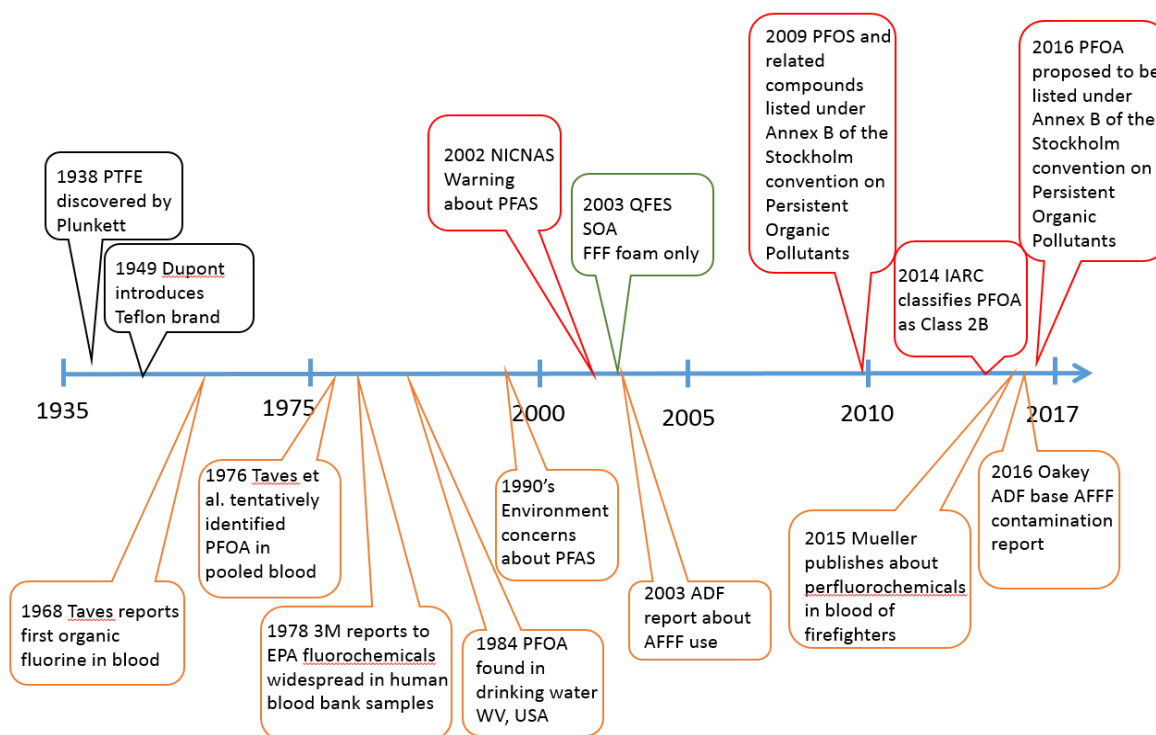 1938 PTFE
discovered by
Plunkett
1949 Dupont
introduces
Teflon brand
2002 NICNAS
Warning
about PFAS
2003 QFES
SOA
FFF foam only
2009 PFOS and
related
compounds
listed under
Annex B of the
Stockholm
convention on
Persistent
Organic
Pollutants
2014 IARC
classifies PFOA
as Class 2B
2016 PFOA
proposed to be
listed under
Annex B of the
Stockholm
convention on
Persistent
Organic
Pollutants
1935
1975
2000
2005
2010
2017
1968 Taves reports
first organic
fluorine in blood
1976 Taves et
al. tentatively
identified
PFOA in
pooled blood
1978 3M reports to
EPA fluorochemicals
widespread in human
blood bank samples
1984 PFOA
found in
drinking water
WV, USA
1990's
Environment
concerns
about PFAS
2003 ADF
report about
AFFF use
2015 Mueller
publishes about
perfluorochemicals
in blood of
firefighters
2016 Oakey
ADF base AFFF
contamination
report